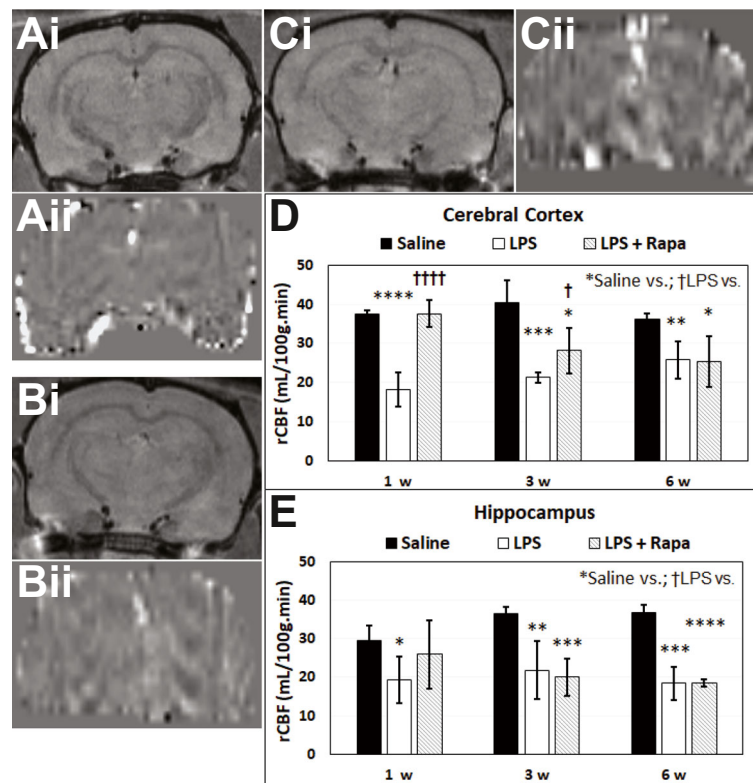 Ai
Ci
Cii
Aii
Bi
Bii
D
Cerebral Cortex
Saline LPS LPS + Rapa
*Saline vs.; †LPS vs.
rCBF (mL/100g.min)
50
40
30
20
10
0
**** ††††
*** † *
** *
1 w 3 w 6 w
E
Hippocampus
Saline LPS LPS + Rapa
*Saline vs.; †LPS vs.
rCBF (mL/100g.min)
50
40
30
20
10
0
*
** ***
*** ****
1 w 3 w 6 w